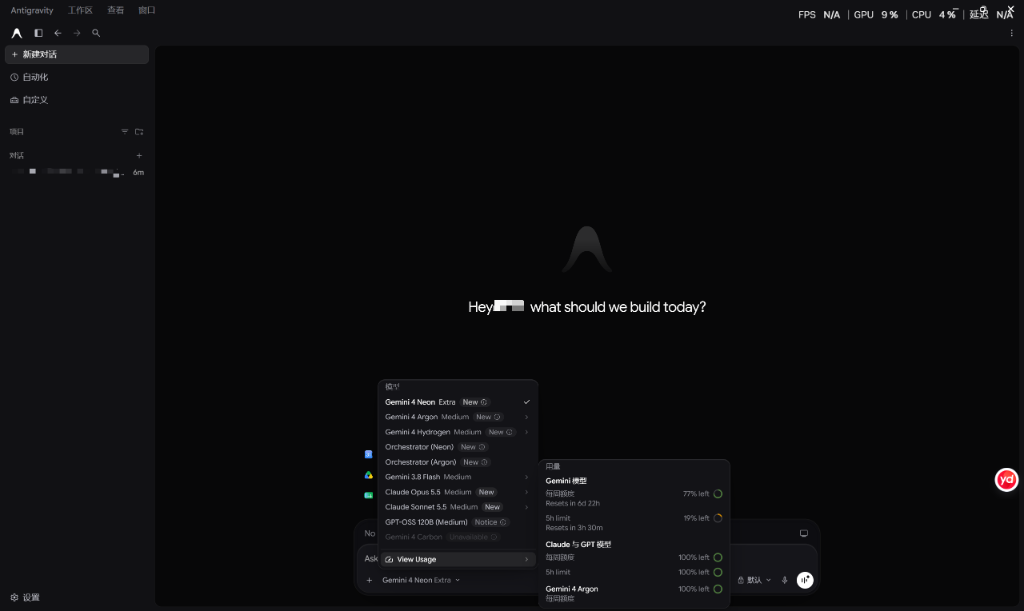 Antigravity 工作区 查看 窗口
FPS N/A | GPU 9 % | CPU 4 % | 延迟 N/A
+ 新建对话
自动化
自定义
项目
对话 +
6m
Hey what should we build today?
模型
Gemini 4 Neon Extra New
Gemini 4 Argon Medium New
Gemini 4 Hydrogen Medium New
Orchestrator (Neon) New
Orchestrator (Argon) New
Gemini 3.8 Flash Medium
Claude Opus 5.5 Medium New
Claude Sonnet 5.5 Medium New
GPT-OSS 120B (Medium) Notice
Gemini 4 Carbon Unavailable
View Usage
用量
Gemini 模型
每周额度 77% left
Resets in 6d 22h
5h limit 19% left
Resets in 3h 30m
Claude 与 GPT 模型
每周额度 100% left
5h limit 100% left
Gemini 4 Argon 100% left
每周额度
No
Ask
+ Gemini 4 Neon Extra
默认
yd
设置